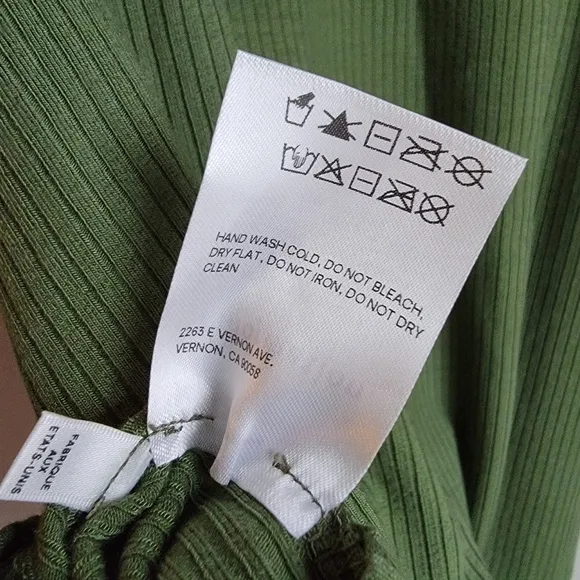 HAND WASH COLD, DO NOT BLEACH,
DRY FLAT, DO NOT IRON, DO NOT DRY
CLEAN
2263 E VERNON AVE.
VERNON, CA 90058
FABRIQUE
AUX
ETATS-UNIS